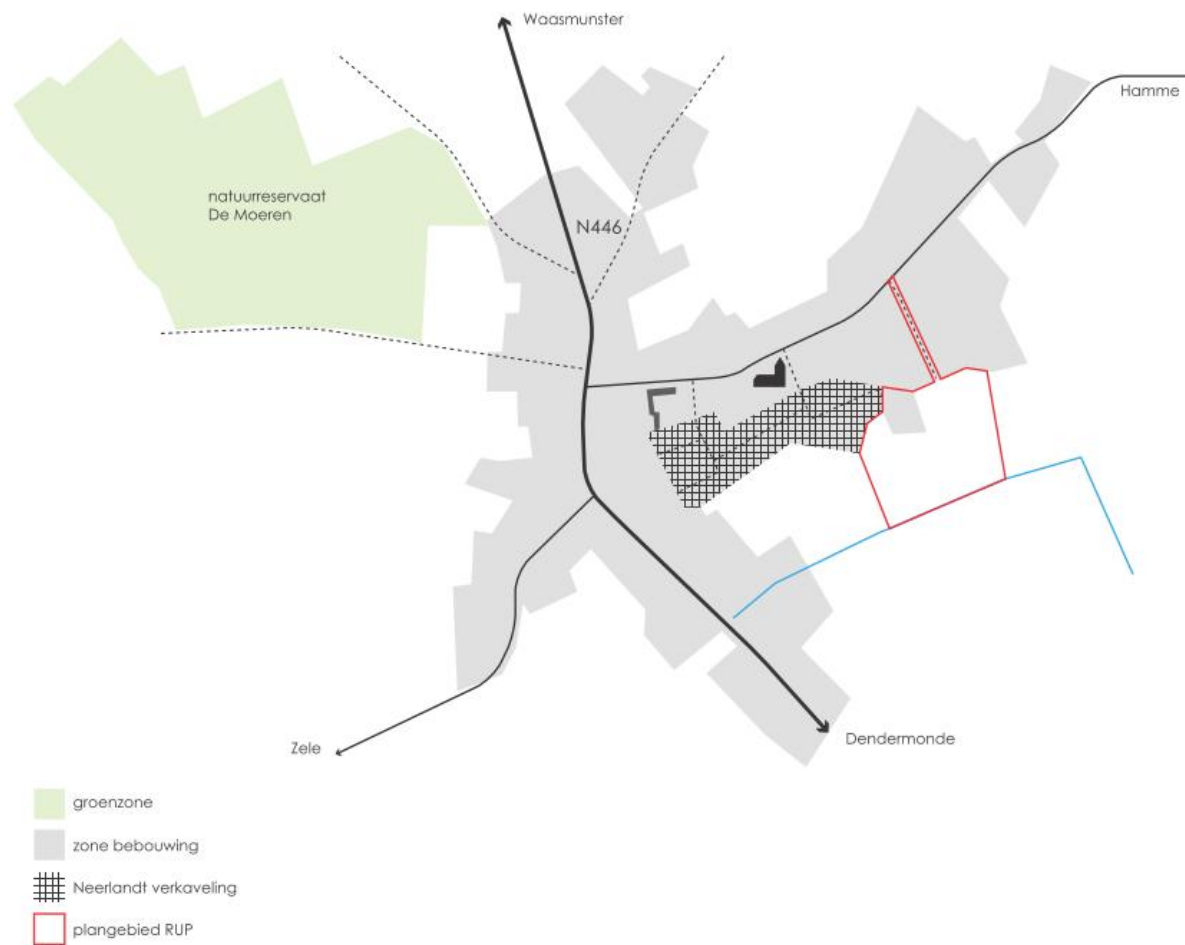 Waasmunster
Hamme
natuurreservaat
De Moeren
N446
Zele
Dendermonde
groenzone
zone bebouwing
Neerlandt verkaveling
plangebied RUP